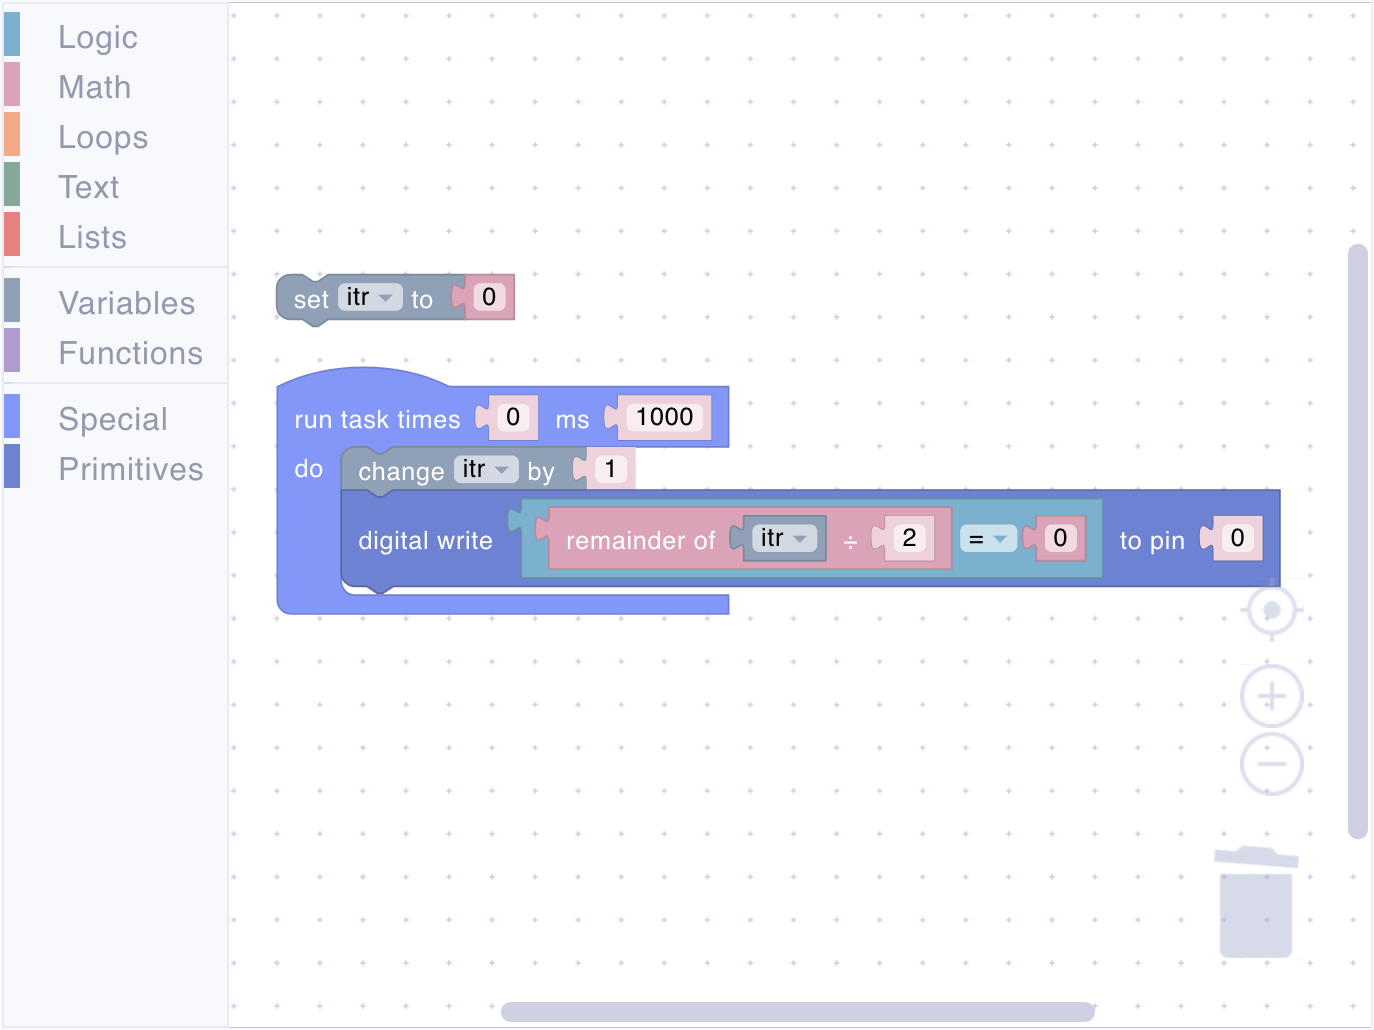 Logic
Math
Loops
Text
Lists
Variables
Functions
Special
Primitives
set itr to 0
run task times 0 ms 1000
do change itr by 1
digital write remainder of itr ÷ 2 = 0 to pin 0